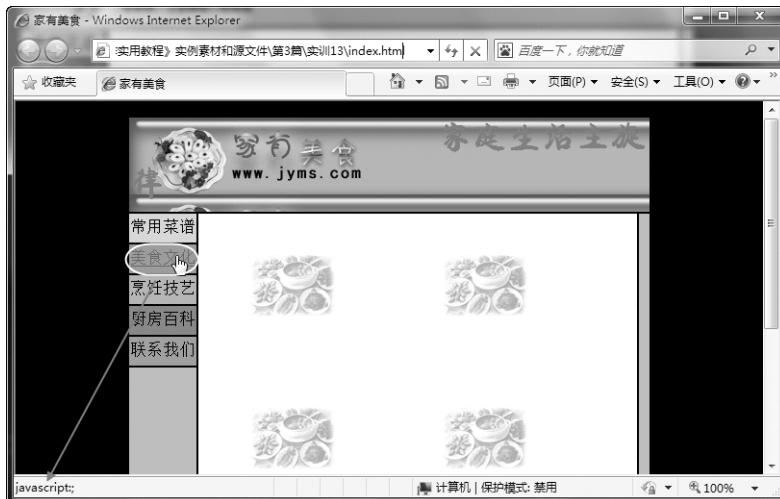 家有美食 - Windows Internet Explorer
实用教程》实例素材和源文件\第3篇\实训13\index.htm
百度一下，你就知道
收藏夹
家有美食
页面(P)
安全(S)
工具(O)
家庭生活主旋
律
家有美食
www. jyms. com
常用菜谱
美食文化
烹饪技艺
厨房百科
联系我们
javascript:;
计算机 | 保护模式: 禁用
100%